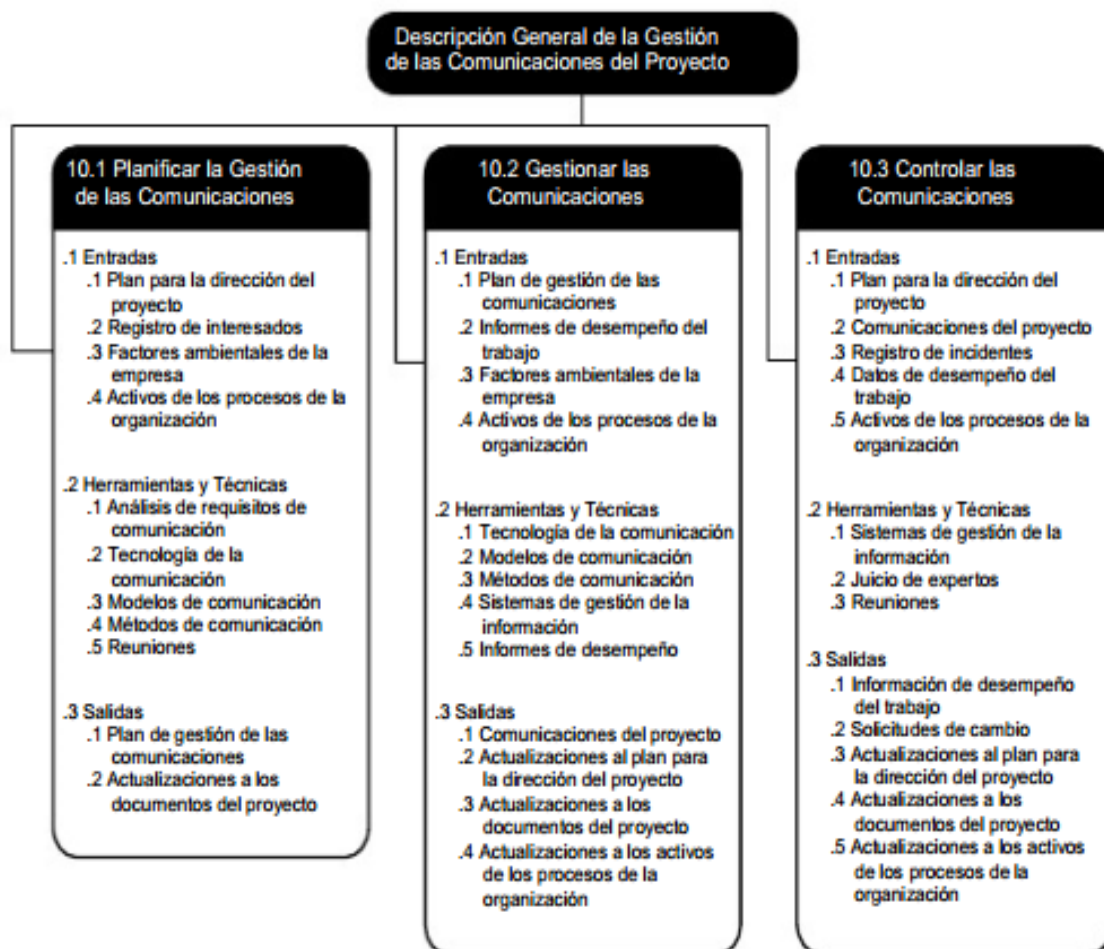 Descripción General de la Gestión
de las Comunicaciones del Proyecto
10.1 Planificar la Gestión
de las Comunicaciones
.1 Entradas
.1 Plan para la dirección del
proyecto
.2 Registro de interesados
.3 Factores ambientales de la
empresa
.4 Activos de los procesos de la
organización
.2 Herramientas y Técnicas
.1 Análisis de requisitos de
comunicación
.2 Tecnología de la
comunicación
.3 Modelos de comunicación
.4 Métodos de comunicación
.5 Reuniones
.3 Salidas
.1 Plan de gestión de las
comunicaciones
.2 Actualizaciones a los
documentos del proyecto
10.2 Gestionar las
Comunicaciones
.1 Entradas
.1 Plan de gestión de las
comunicaciones
.2 Informes de desempeño del
trabajo
.3 Factores ambientales de la
empresa
.4 Activos de los procesos de la
organización
.2 Herramientas y Técnicas
.1 Tecnología de la comunicación
.2 Modelos de comunicación
.3 Métodos de comunicación
.4 Sistemas de gestión de la
información
.5 Informes de desempeño
.3 Salidas
.1 Comunicaciones del proyecto
.2 Actualizaciones al plan para
la dirección del proyecto
.3 Actualizaciones a los
documentos del proyecto
.4 Actualizaciones a los activos
de los procesos de la
organización
10.3 Controlar las
Comunicaciones
.1 Entradas
.1 Plan para la dirección del
proyecto
.2 Comunicaciones del proyecto
.3 Registro de incidentes
.4 Datos de desempeño del
trabajo
.5 Activos de los procesos de la
organización
.2 Herramientas y Técnicas
.1 Sistemas de gestión de la
información
.2 Juicio de expertos
.3 Reuniones
.3 Salidas
.1 Información de desempeño
del trabajo
.2 Solicitudes de cambio
.3 Actualizaciones al plan para
la dirección del proyecto
.4 Actualizaciones a los
documentos del proyecto
.5 Actualizaciones a los activos
de los procesos de la
organización